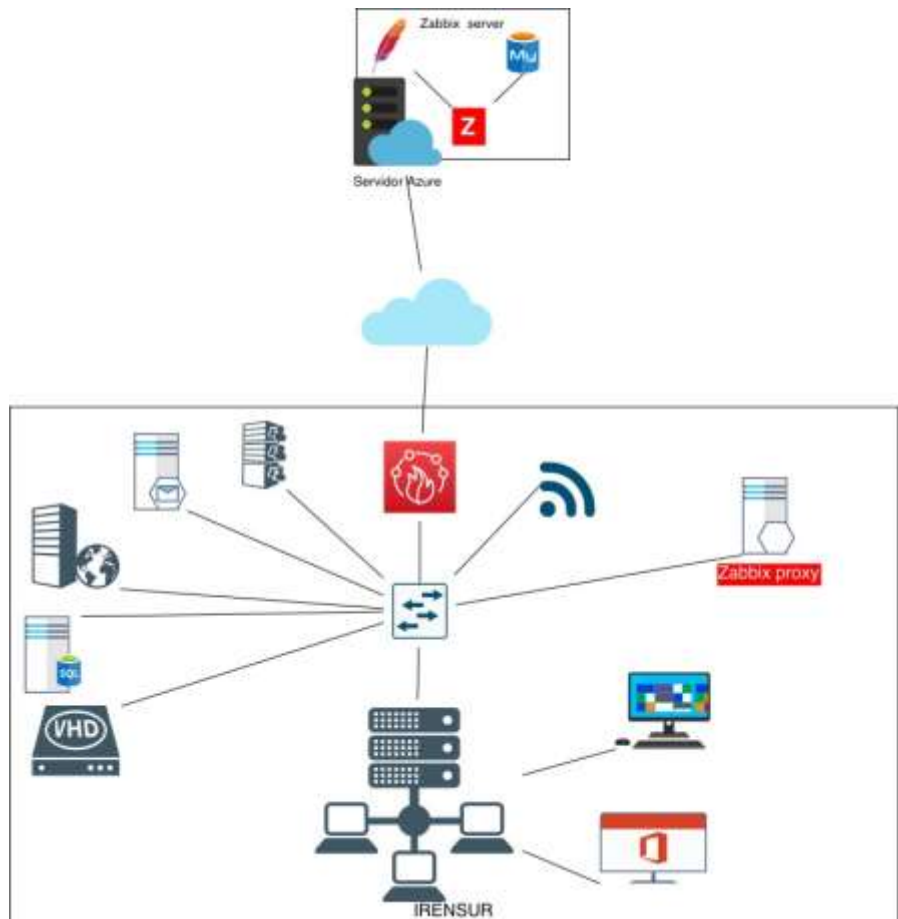 Zabbix server
My
Z
Servidor Azure
Zabbix proxy
SQL
VHD
IRENSUR